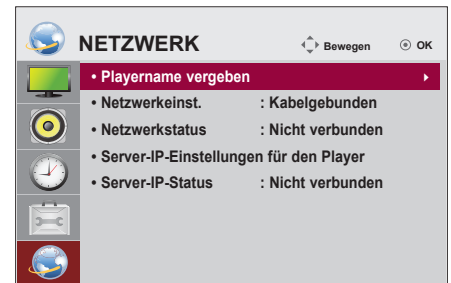 NETZWERK Bewegen OK
• Playername vergeben
• Netzwerkeinst. : Kabelgebunden
• Netzwerkstatus : Nicht verbunden
• Server-IP-Einstellungen für den Player
• Server-IP-Status : Nicht verbunden